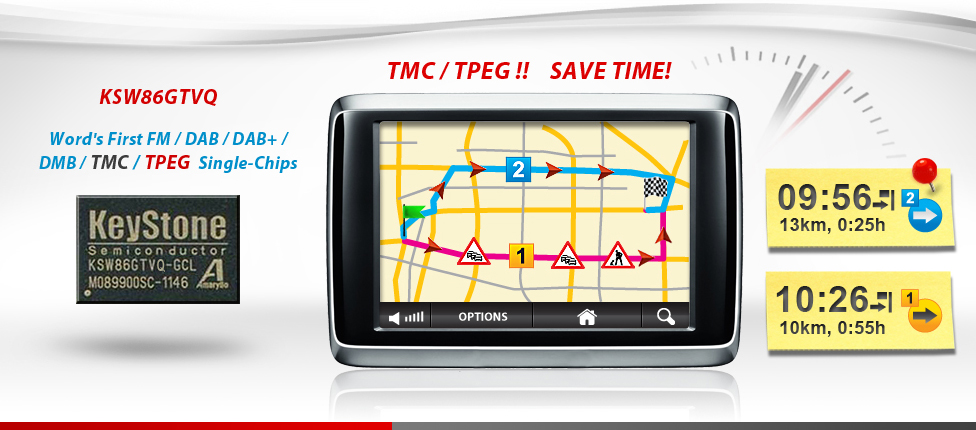 TMC / TPEG !! SAVE TIME!
KSW86GTVQ
Word's First FM / DAB / DAB+ /
DMB / TMC / TPEG Single-Chips
KeyStone
Semiconductor
KSW86GTVQ-GCL
M089900SC-1146
Amaryllo
2
1
OPTIONS
09:56
2
13km, 0:25h
10:26
1
10km, 0:55h